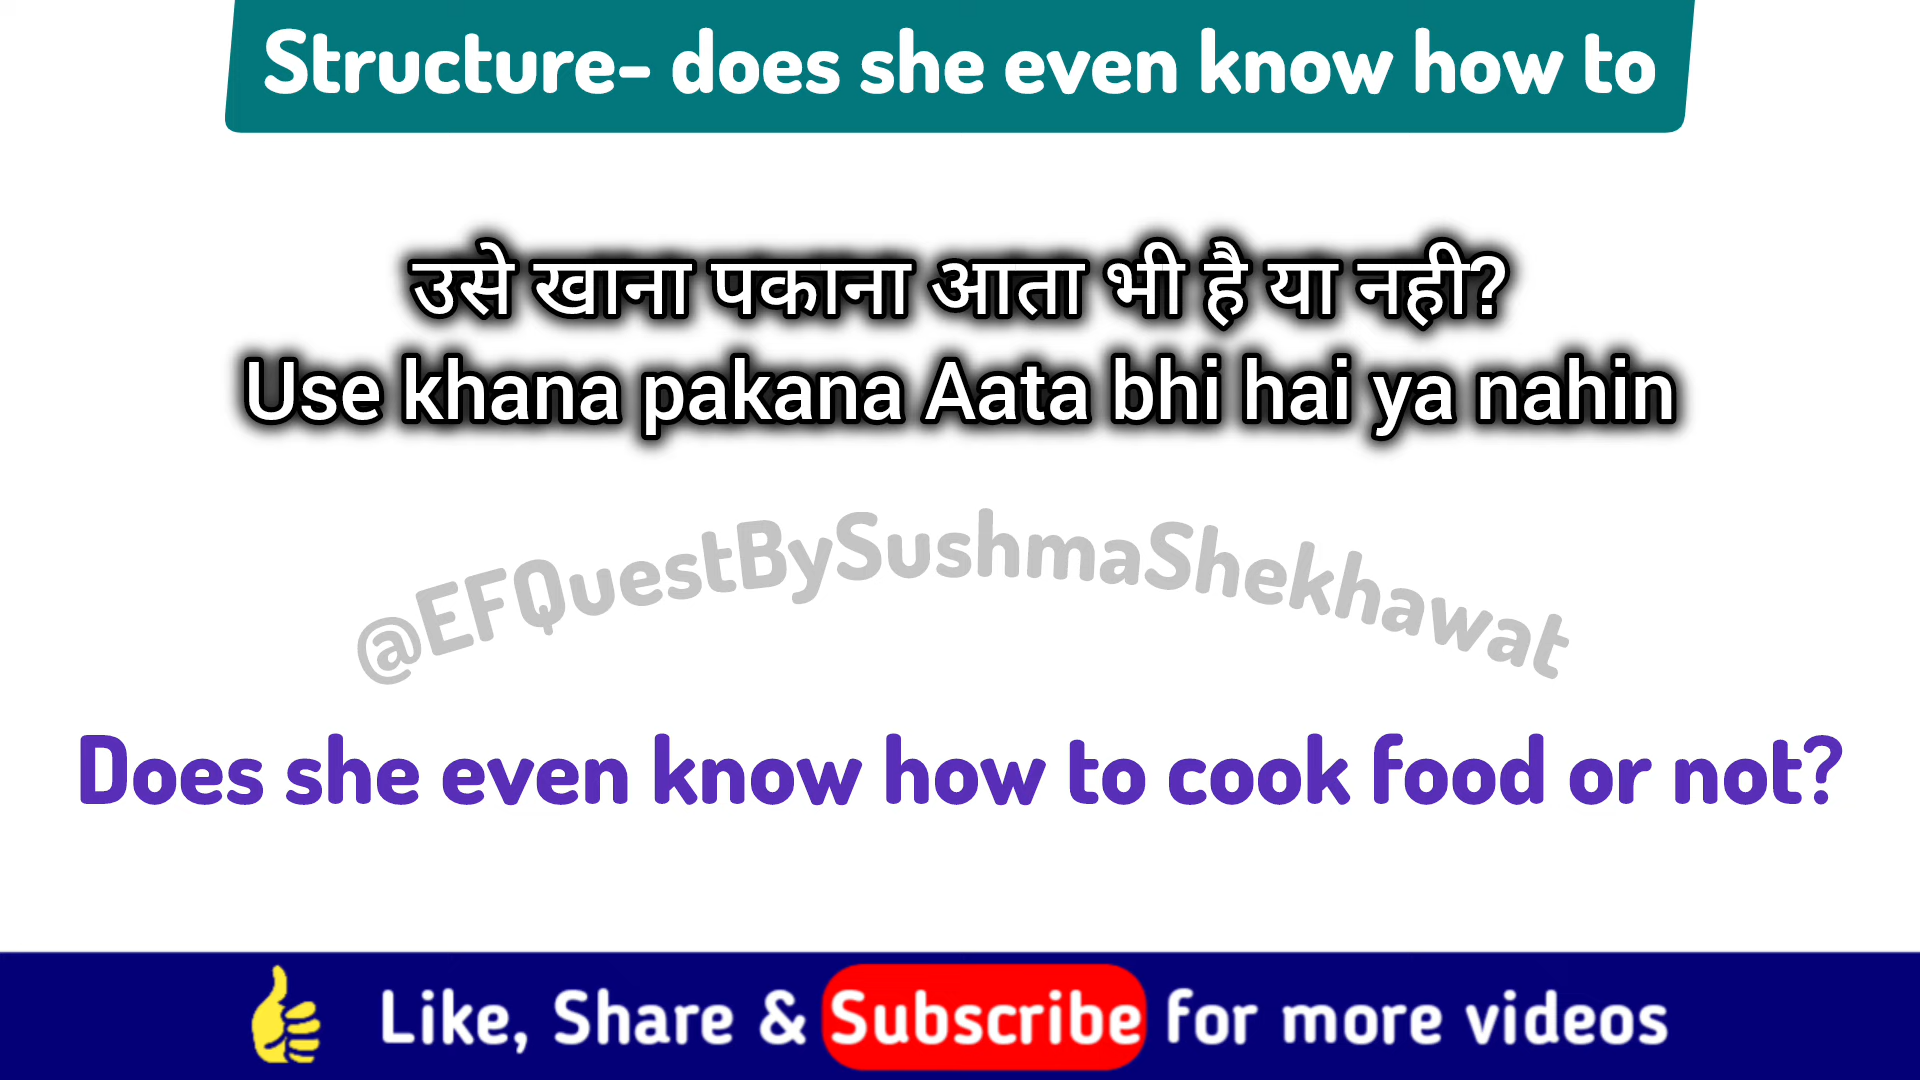 Structure- does she even know how to
उसे खाना पकाना आता भी है या नही?
Use khana pakana Aata bhi hai ya nahin
@EFQuestBySushmaShekhawat
Does she even know how to cook food or not?
Like, Share & Subscribe for more videos